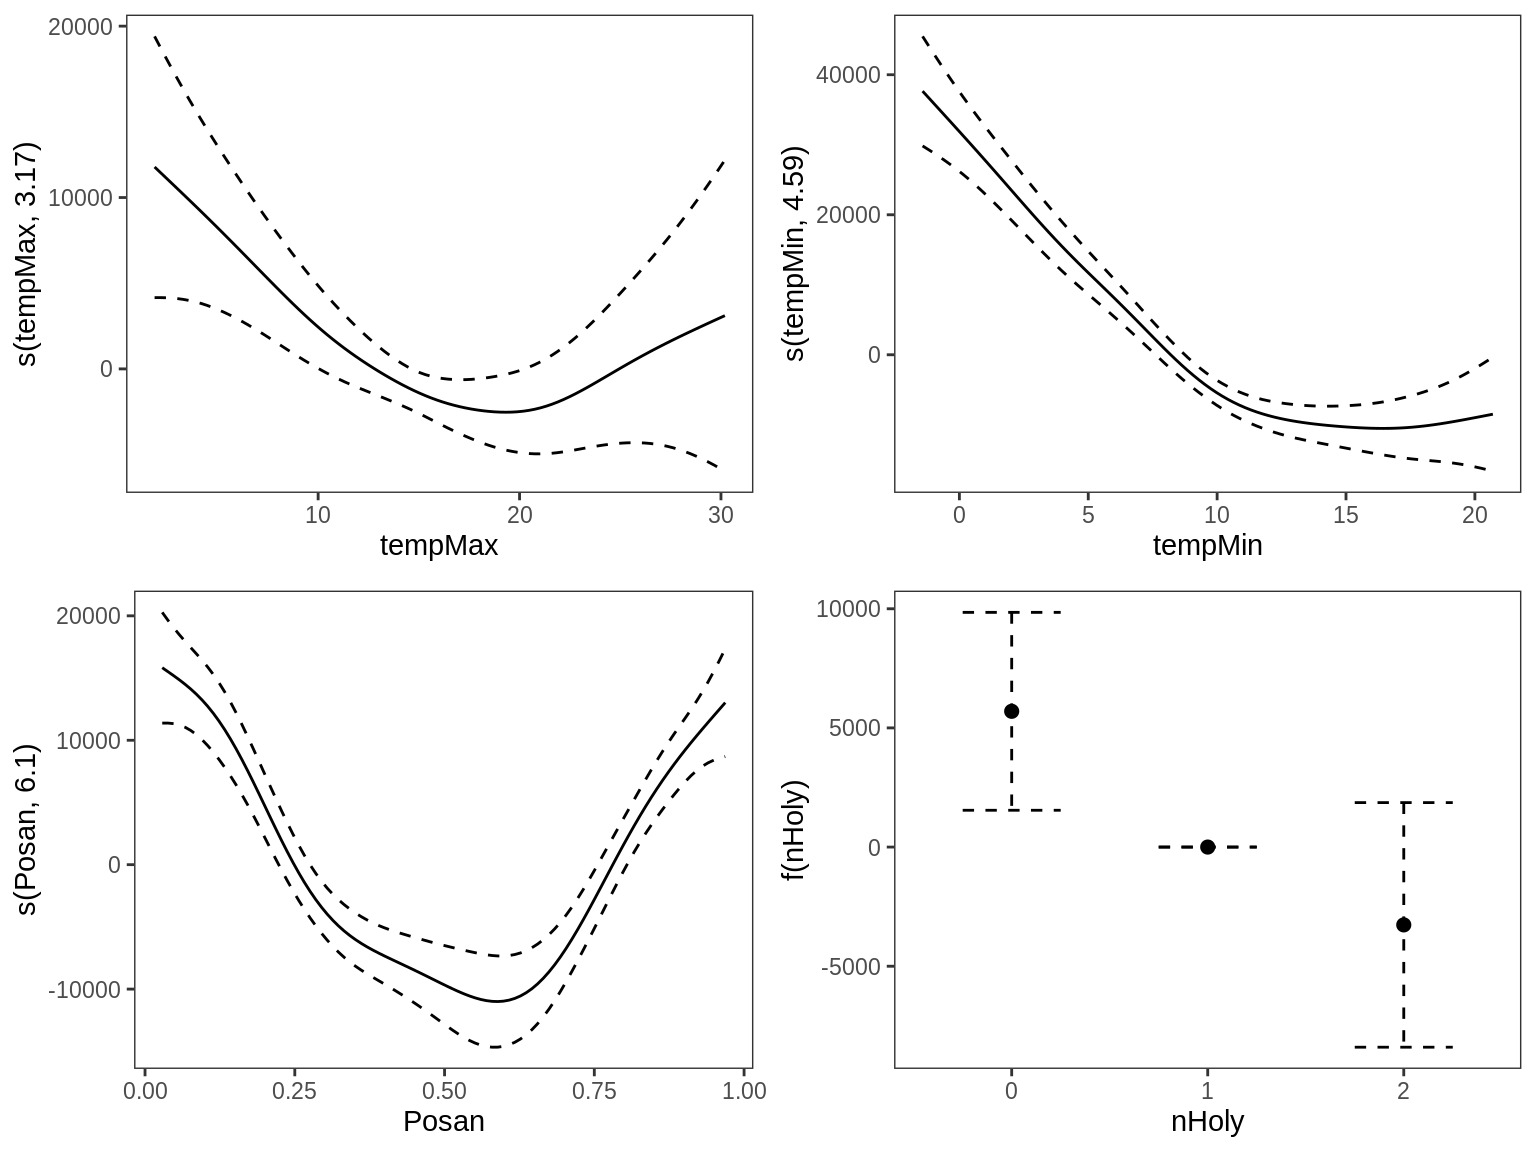 20000
10000
0
s(tempMax, 3.17)
10 20 30
tempMax
40000
20000
0
s(tempMin, 4.59)
0 5 10 15 20
tempMin
20000
10000
0
-10000
s(Posan, 6.1)
0.00 0.25 0.50 0.75 1.00
Posan
10000
5000
0
-5000
f(nHoly)
0 1 2
nHoly